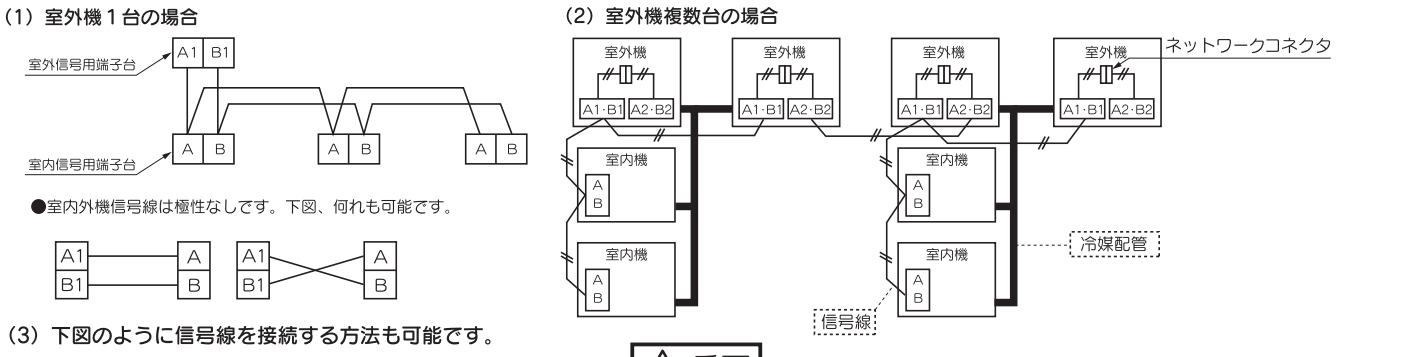 （1）室外機１台の場合
室外信号用端子台
A1 B1
室内信号用端子台
A B
A B
A B
●室内外機信号線は極性なしです。下図、何れも可能です。
A1 A
B1 B
A1 A
B1 B
（3）下図のように信号線を接続する方法も可能です。
（2）室外機複数台の場合
室外機 室外機 室外機 室外機
ネットワークコネクタ
A1·B1 A2·B2 A1·B1 A2·B2 A1·B1 A2·B2 A1·B1 A2·B2
室内機
A
B
室内機
A
B
室内機
A
B
室内機
A
B
冷媒配管
信号線